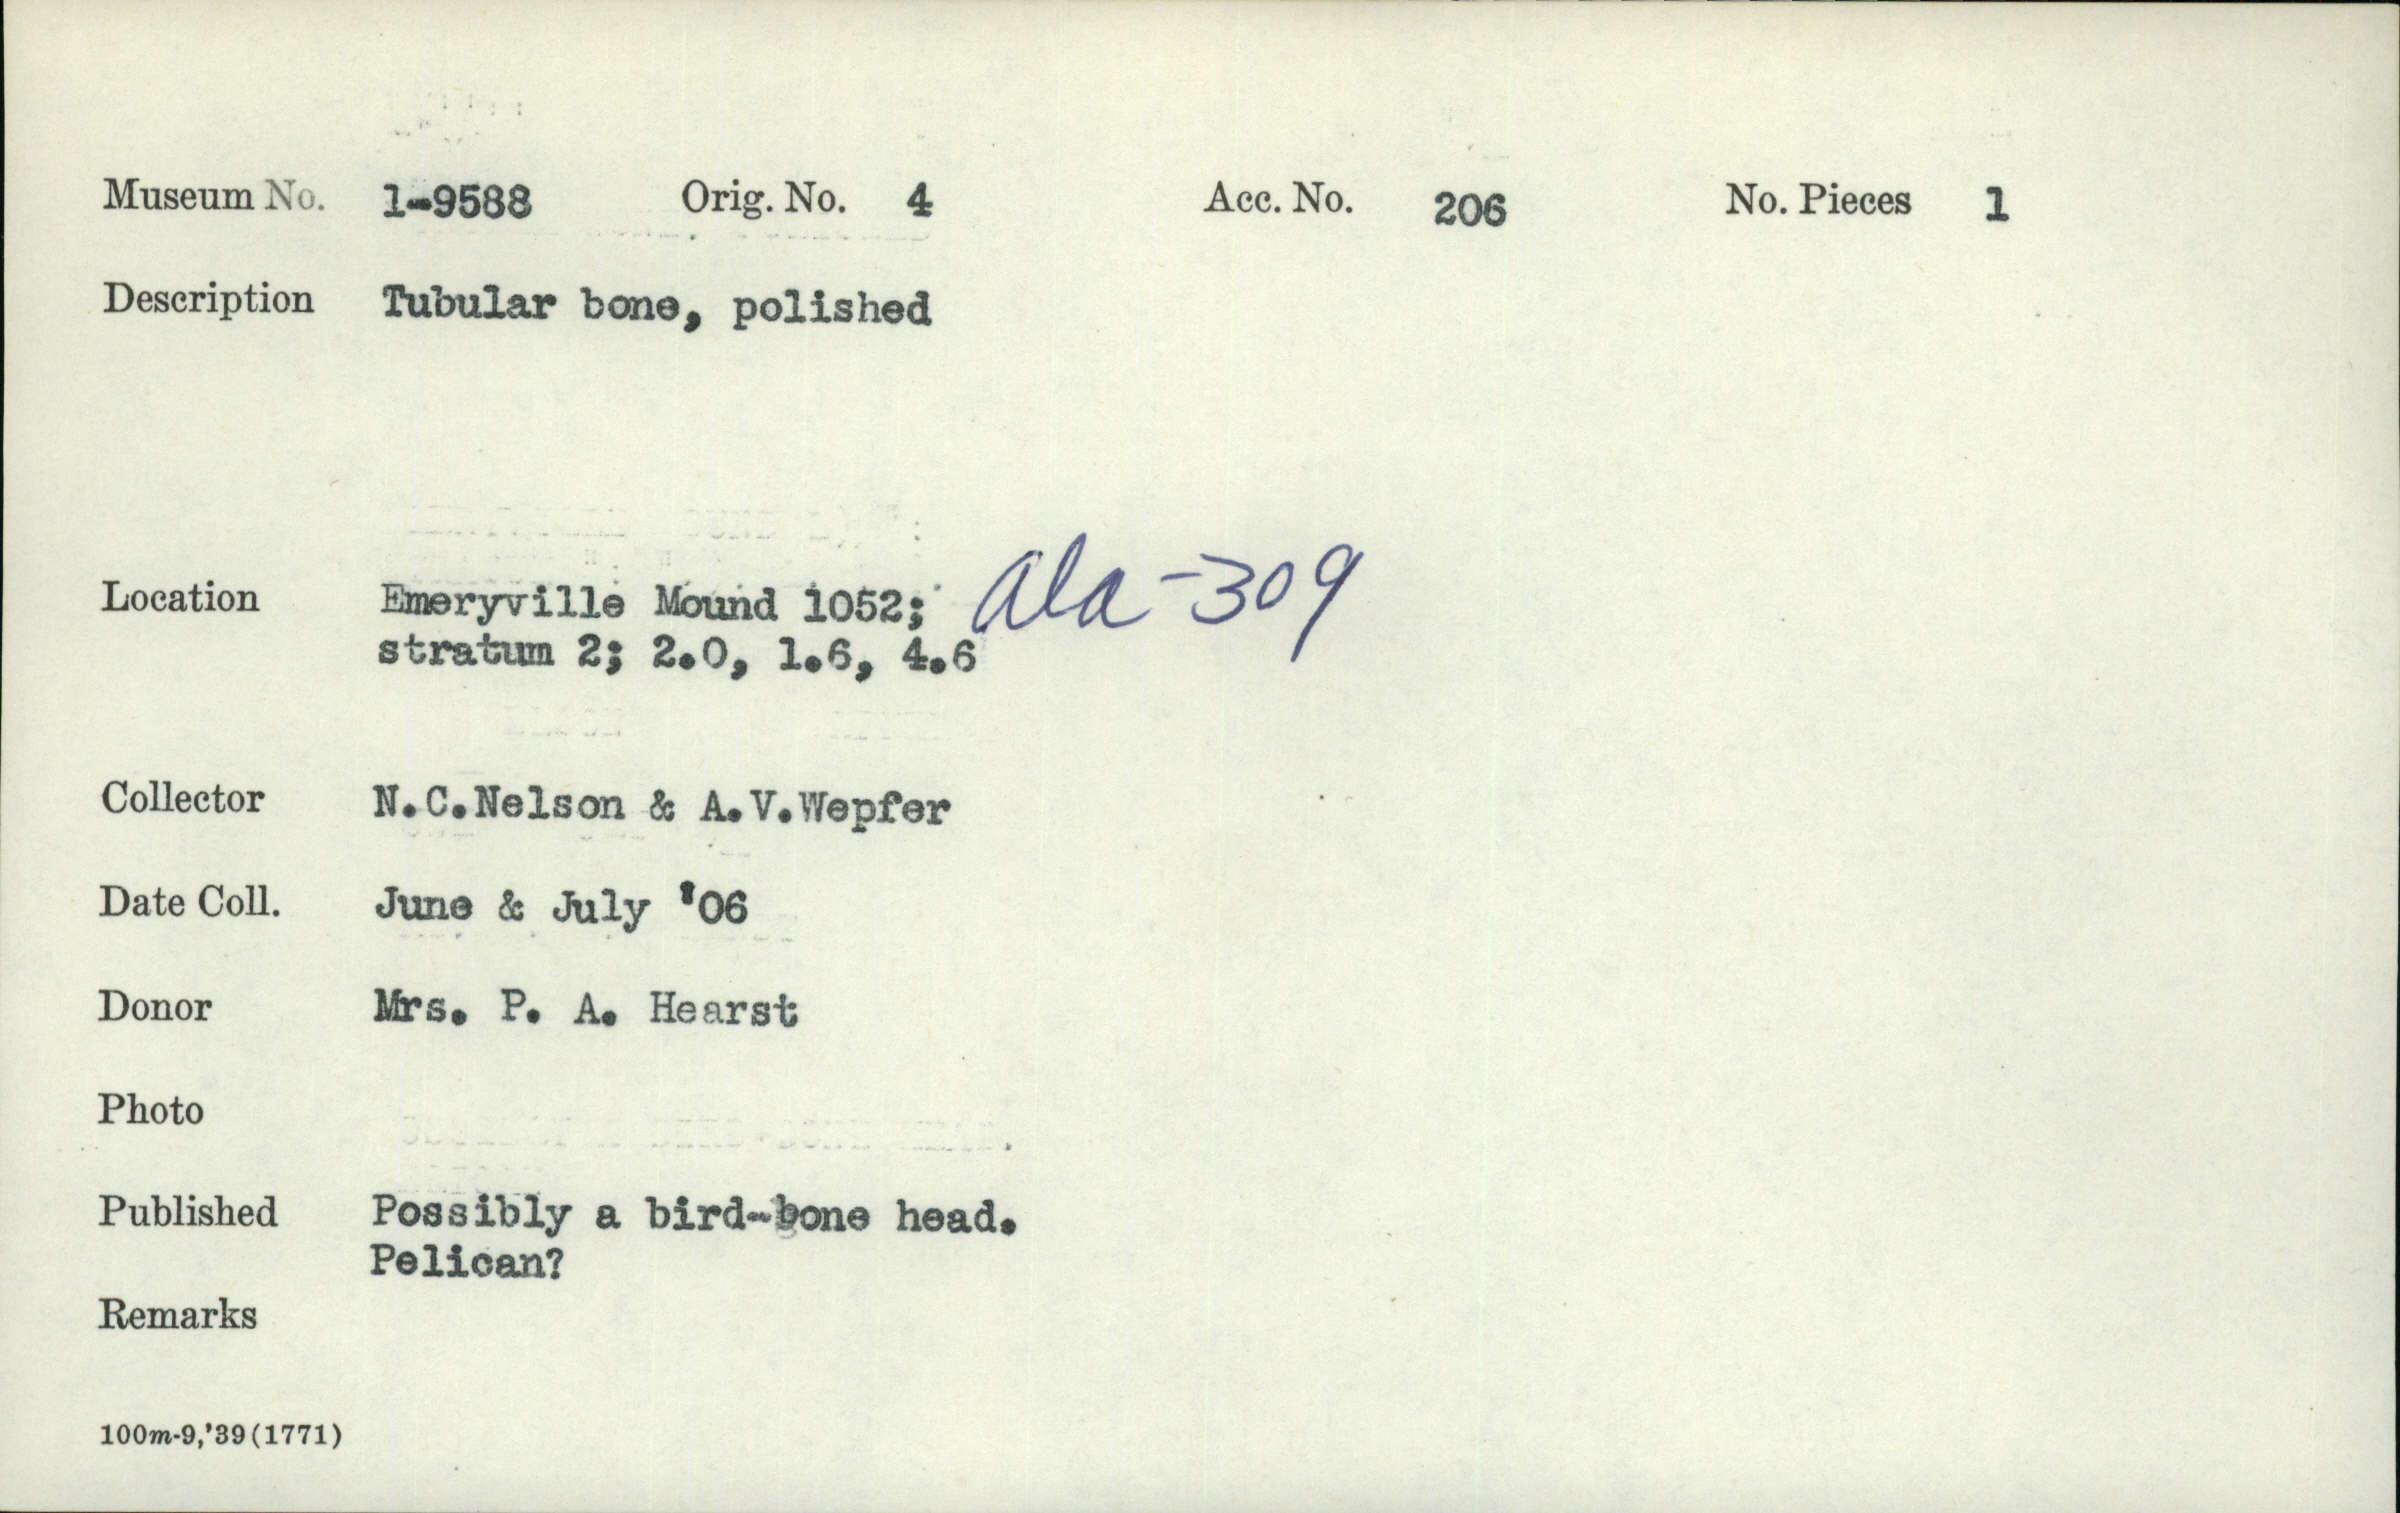 Museum No. 1-9588 Orig. No. 4 Acc. No. 206 No. Pieces 1
Description Tubular bone, polished
Location Emeryville Mound 1052; Ala-309
stratum 2; 2.0, 1.6, 4.6
Collector N.C.Nelson & A.V.Wepfer
Date Coll. June & July '06
Donor Mrs. P. A. Hearst
Photo
Published Possibly a bird-bone head.
Pelican?
Remarks
100m-9,'39(1771)